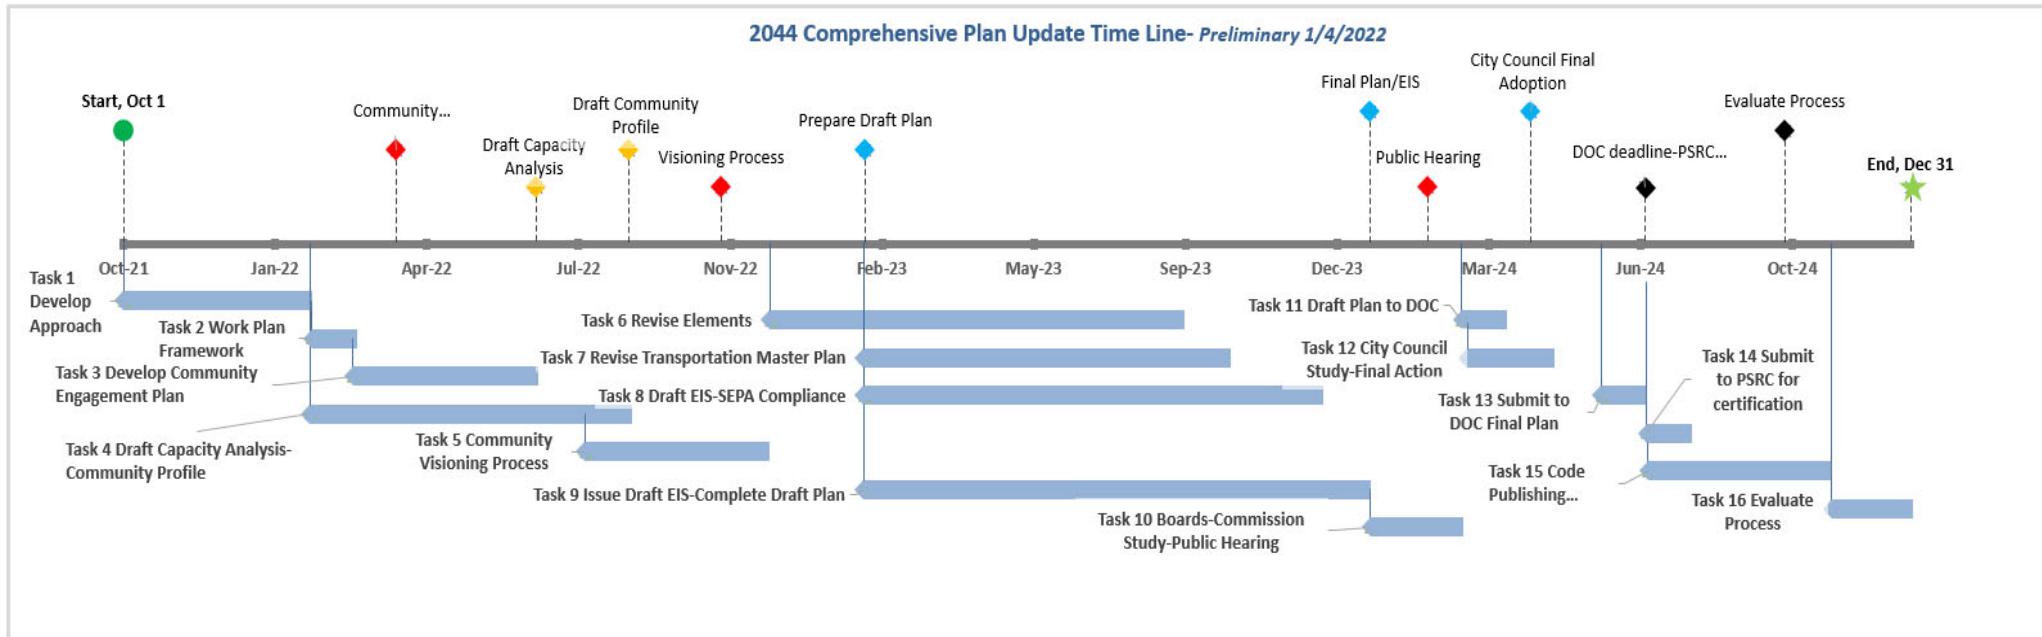 2044 Comprehensive Plan Update Time Line- Preliminary 1/4/2022
Start, Oct 1
Community...
Draft Capacity
Analysis
Draft Community
Profile
Visioning Process
Prepare Draft Plan
Final Plan/EIS
Public Hearing
City Council Final
Adoption
DOC deadline-PSRC...
Evaluate Process
End, Dec 31
Oct-21
Jan-22
Apr-22
Jul-22
Nov-22
Feb-23
May-23
Sep-23
Dec-23
Mar-24
Jun-24
Oct-24
Task 1
Develop
Approach
Task 2 Work Plan
Framework
Task 3 Develop Community
Engagement Plan
Task 4 Draft Capacity Analysis-
Community Profile
Task 5 Community
Visioning Process
Task 6 Revise Elements
Task 7 Revise Transportation Master Plan
Task 8 Draft EIS-SEPA Compliance
Task 9 Issue Draft EIS-Complete Draft Plan
Task 10 Boards-Commission
Study-Public Hearing
Task 11 Draft Plan to DOC
Task 12 City Council
Study-Final Action
Task 13 Submit to
DOC Final Plan
Task 14 Submit
to PSRC for
certification
Task 15 Code
Publishing...
Task 16 Evaluate
Process